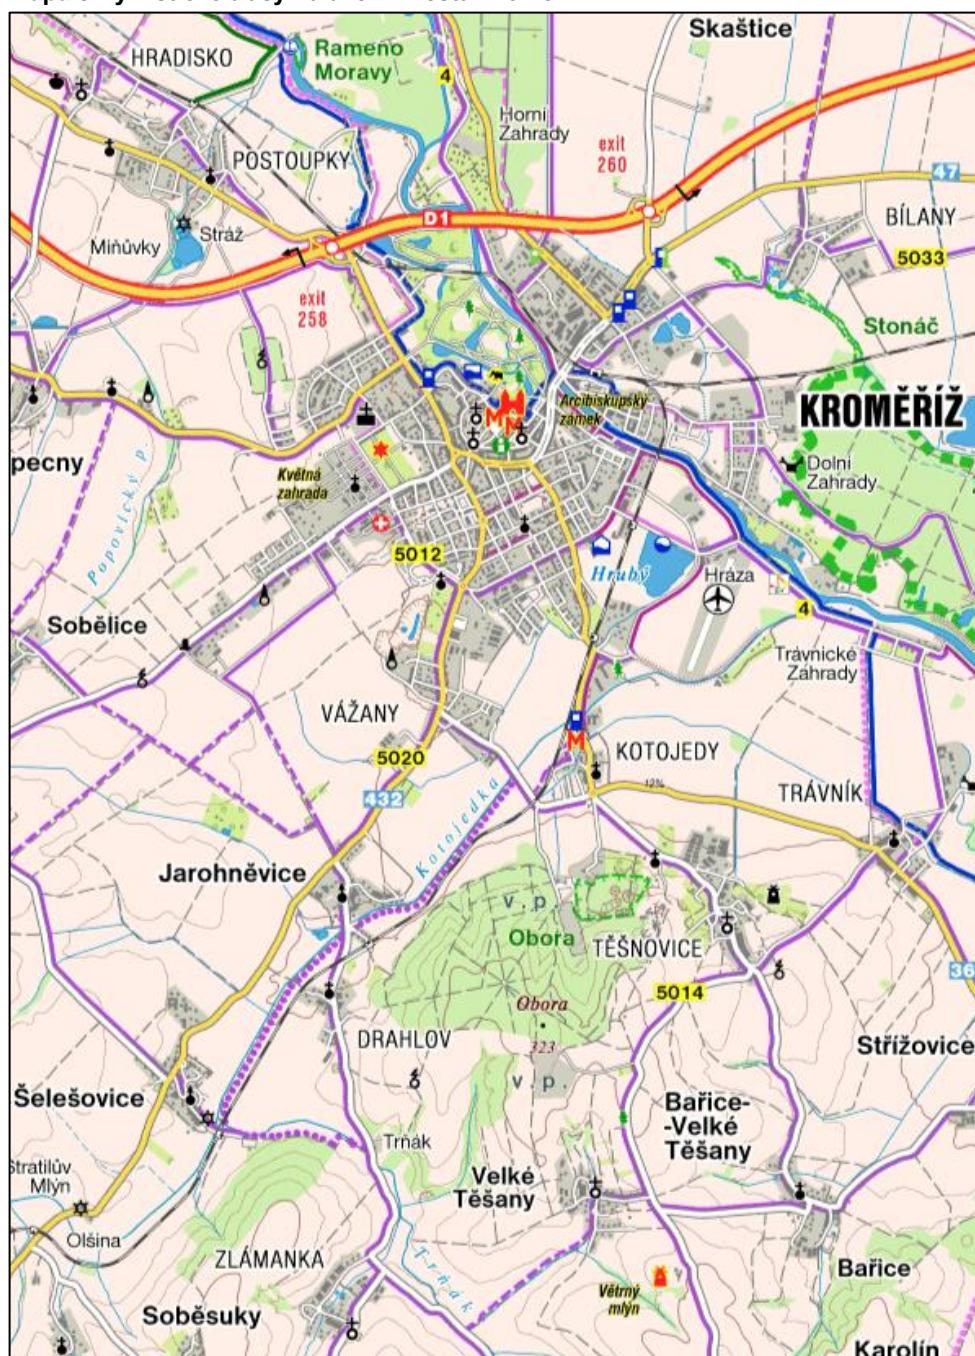 Skaštice
HRADISKO
Rameno
Moravy
4
Horní
Zahrady
exit
260
POSTOUPKY
47
BÍLANY
D1
Miňůvky
Stráž
5033
exit
258
Stonáč
KROMĚŘÍŽ
Arcibiskupský
zámek
pecny
Květná
zahrada
Dolní
Zahrady
Popovický p.
5012
Hrubý
Hráza
4
Sobělice
Trávnické
Zahrady
VÁŽANY
5020
KOTOJEDY
12%
432
TRÁVNÍK
Kotojedka
Jarohněvice
v. p.
Obora
TĚŠNOVICE
36
5014
Obora
323
DRAHLOV
Střížovice
v. p.
Šelešovice
Bařice-
-Velké
Těšany
Trňák
Stratilův
Mlýn
Velké
Těšany
Olšina
ZLÁMANKA
Trňák
Bařice
Větrný
mlýn
Soběsuky
Karolín